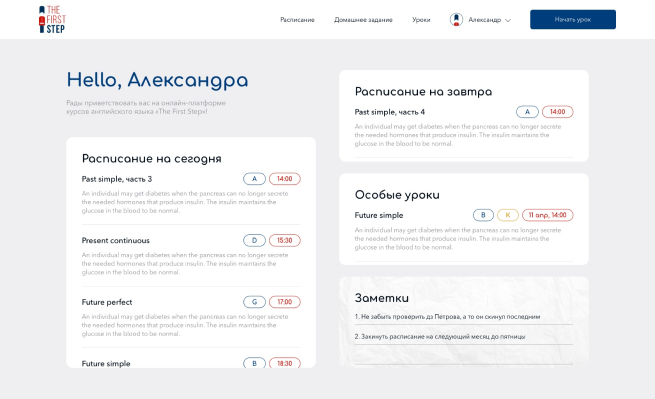 THE
FIRST
STEP
Расписание
Домашнее задание
Уроки
Александр
Начать урок
Hello, Александра
Рады приветствовать вас на онлайн-платформе
курсов английского языка «The First Step»!
Расписание на сегодня
Past simple, часть 3
A
14:00
An individual may get diabetes when the pancreas can no longer secrete
the needed hormones that produce insulin. The insulin maintains the
glucose in the blood to be normal.
Present continuous
D
15:30
An individual may get diabetes when the pancreas can no longer secrete
the needed hormones that produce insulin. The insulin maintains the
glucose in the blood to be normal.
Future perfect
G
17:00
An individual may get diabetes when the pancreas can no longer secrete
the needed hormones that produce insulin. The insulin maintains the
glucose in the blood to be normal.
Future simple
B
18:30
Расписание на завтра
Past simple, часть 4
A
14:00
An individual may get diabetes when the pancreas can no longer secrete
the needed hormones that produce insulin. The insulin maintains the
glucose in the blood to be normal.
Особые уроки
Future simple
B
K
11 апр, 14:00
An individual may get diabetes when the pancreas can no longer secrete
the needed hormones that produce insulin. The insulin maintains the
glucose in the blood to be normal.
Заметки
1. Не забыть проверить дз Петрова, а то он скинул последним
2. Закинуть расписание на следующий месяц до пятницы